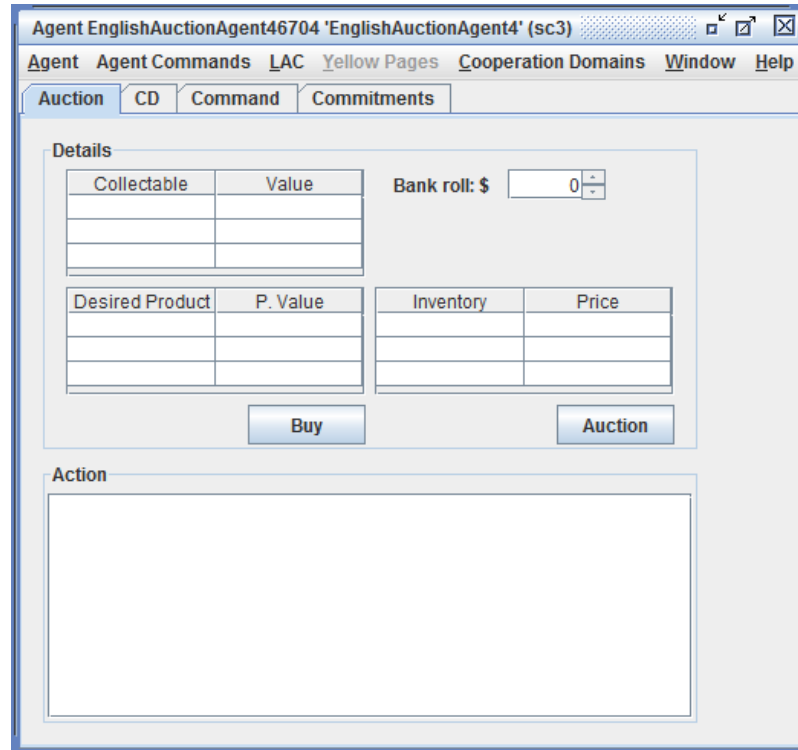 Agent EnglishAuctionAgent46704 'EnglishAuctionAgent4' (sc3)
Agent Agent Commands LAC Yellow Pages Cooperation Domains Window Help
Auction CD Command Commitments
Details
Collectable Value Bank roll: $ 0
Desired Product P. Value Inventory Price
Buy Auction
Action